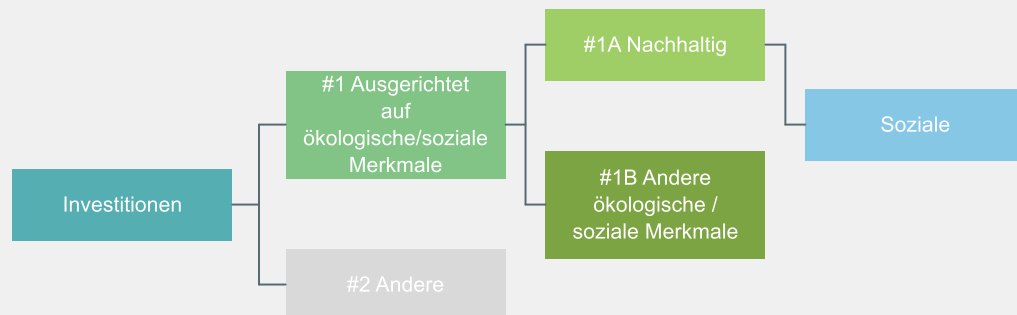 Investitionen
#1 Ausgerichtet
auf
ökologische/soziale
Merkmale
#2 Andere
#1A Nachhaltig
#1B Andere
ökologische /
soziale Merkmale
Soziale